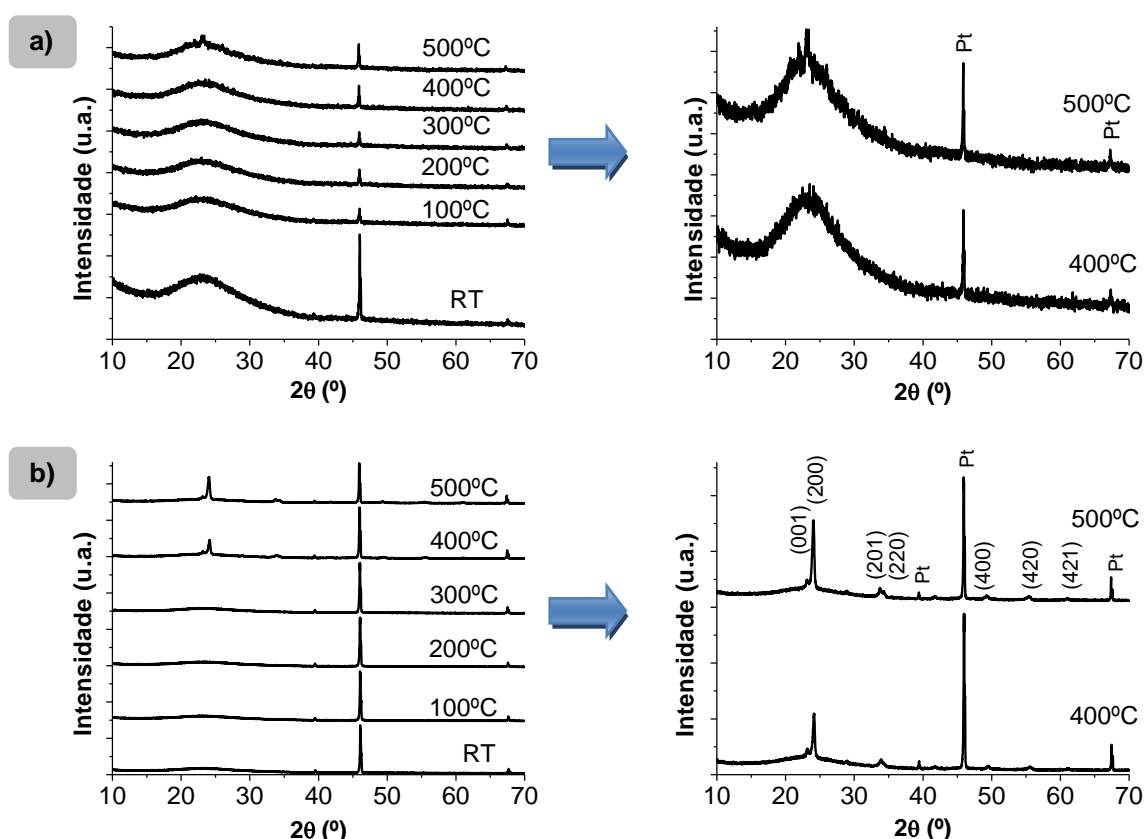 a)
Intensidade (u.a.)
500ºC
400ºC
300ºC
200ºC
100ºC
RT
10 20 30 40 50 60 70
2θ (º)
Intensidade (u.a.)
Pt
500ºC
Pt
400ºC
10 20 30 40 50 60 70
2θ (º)
b)
Intensidade (u.a.)
500ºC
400ºC
300ºC
200ºC
100ºC
RT
10 20 30 40 50 60 70
2θ (º)
Intensidade (u.a.)
(001)
(200)
(201)
(220)
Pt
Pt
(400)
(420)
(421)
Pt
500ºC
400ºC
10 20 30 40 50 60 70
2θ (º)